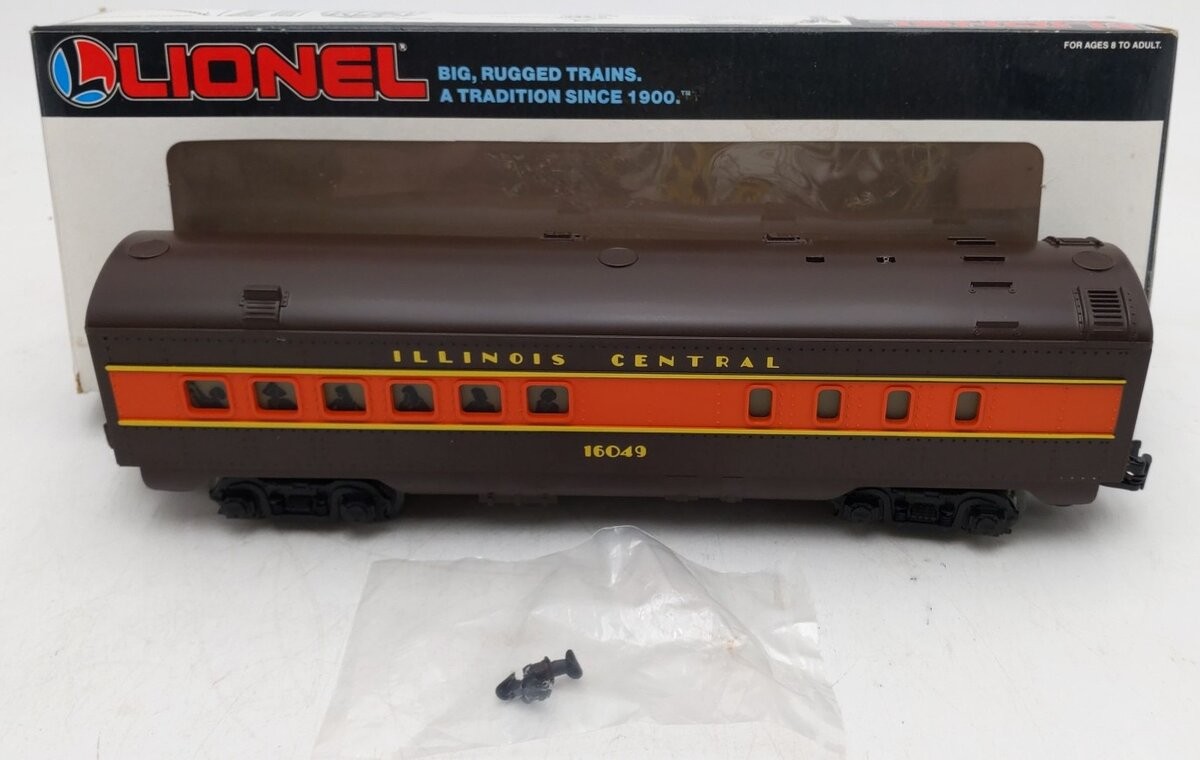 LIONEL®
BIG, RUGGED TRAINS.
A TRADITION SINCE 1900.™
FOR AGES 8 TO ADULT.
ILLINOIS CENTRAL
16049